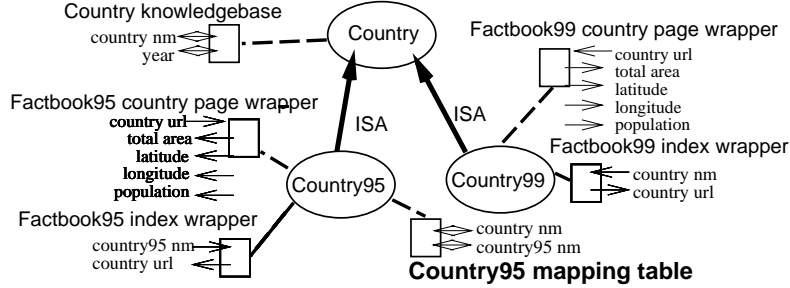 Country knowledgebase
country nm
year
Country
Factbook99 country page wrapper
country url
total area
latitude
longitude
population
ISA
ISA
Factbook95 country page wrapper
country url
total area
latitude
longitude
population
Country95
Country99
Factbook99 index wrapper
country nm
country url
Factbook95 index wrapper
country95 nm
country url
country nm
country95 nm
Country95 mapping table